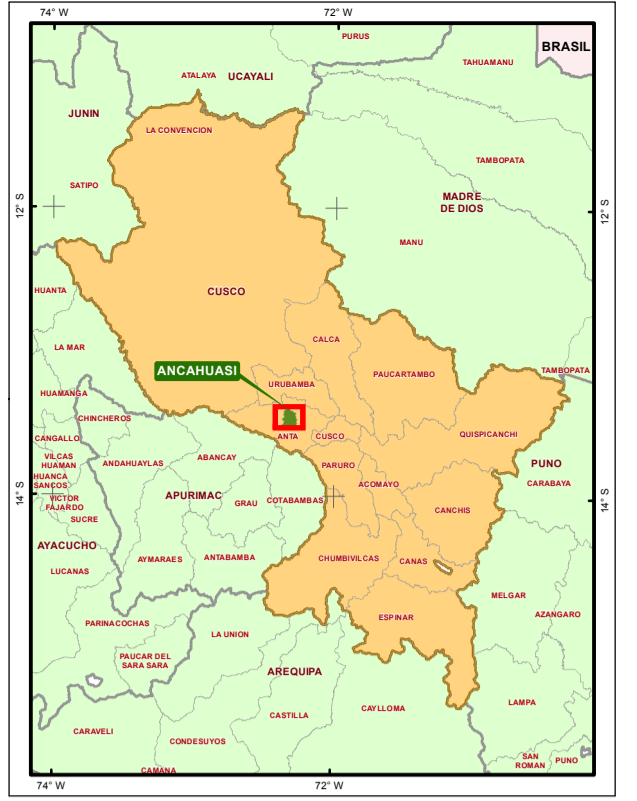 74° W
72° W
PURUS
BRASIL
TAHUAMANU
ATALAYA
UCAYALI
JUNIN
LA CONVENCION
TAMBOPATA
SATIPO
MADRE
DE DIOS
12° S
12° S
MANU
HUANTA
CUSCO
CALCA
LA MAR
ANCAHUASI
PAUCARTAMBO
TAMBOPATA
URUBAMBA
HUAMANGA
CHINCHEROS
ANTA
CUSCO
QUISPICANCHI
CANGALLO
VILCAS
HUAMAN
ANDAHUAYLAS
ABANCAY
PARURO
PUNO
HUANCA
SANCOS
ACOMAYO
CARABAYA
VICTOR
FAJARDO
APURIMAC
GRAU
COTABAMBAS
14° S
14° S
CANCHIS
SUCRE
AYACUCHO
AYMARAES
ANTABAMBA
CHUMBIVILCAS
CANAS
LUCANAS
MELGAR
AZANGARO
PARINACOCHAS
ESPINAR
LA UNION
PAUCAR DEL
SARA SARA
AREQUIPA
CAYLLOMA
LAMPA
CASTILLA
CARAVELI
CONDESUYOS
SAN
ROMAN
PUNO
CAMANA
74° W
72° W